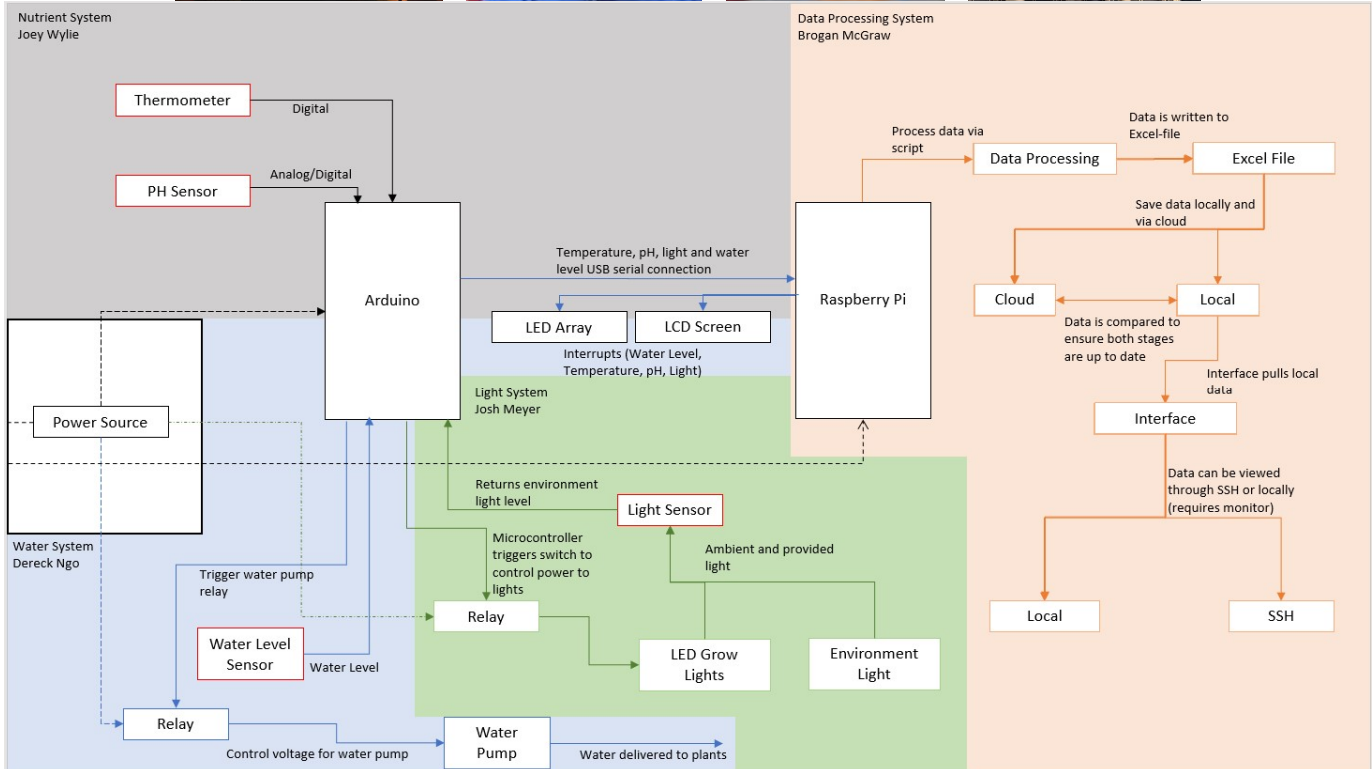 Nutrient System
Joey Wylie
Data Processing System
Brogan McGraw
Thermometer
Digital
PH Sensor
Analog/Digital
Arduino
Temperature, pH, light and water
level USB serial connection
LED Array
LCD Screen
Interrupts (Water Level,
Temperature, pH, Light)
Raspberry Pi
Process data via
script
Data Processing
Data is written to
Excel-file
Excel File
Save data locally and
via cloud
Cloud
Local
Data is compared to
ensure both stages
are up to date
Interface pulls local
data
Interface
Data can be viewed
through SSH or locally
(requires monitor)
Local
SSH
Power Source
Light System
Josh Meyer
Returns environment
light level
Light Sensor
Microcontroller
triggers switch to
control power to
lights
Ambient and provided
light
Relay
LED Grow
Lights
Environment
Light
Water System
Dereck Ngo
Trigger water pump
relay
Water Level
Sensor
Water Level
Relay
Control voltage for water pump
Water
Pump
Water delivered to plants